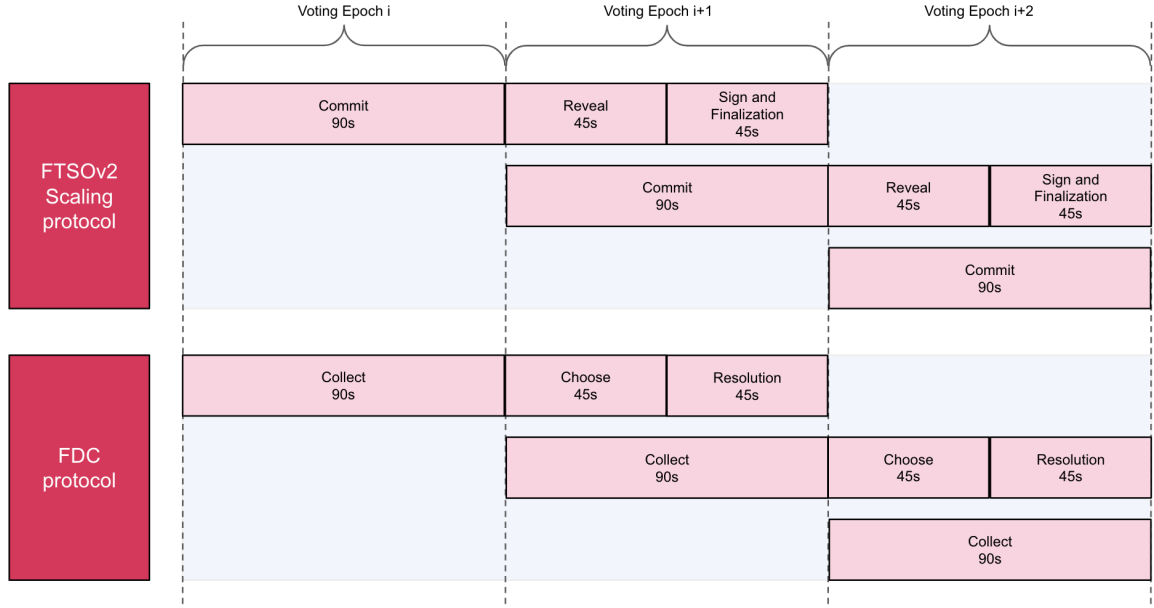 Voting Epoch i
Voting Epoch i+1
Voting Epoch i+2
FTSOv2
Scaling
protocol
Commit
90s
Reveal
45s
Sign and
Finalization
45s
Commit
90s
Reveal
45s
Sign and
Finalization
45s
Commit
90s
FDC
protocol
Collect
90s
Choose
45s
Resolution
45s
Collect
90s
Choose
45s
Resolution
45s
Collect
90s